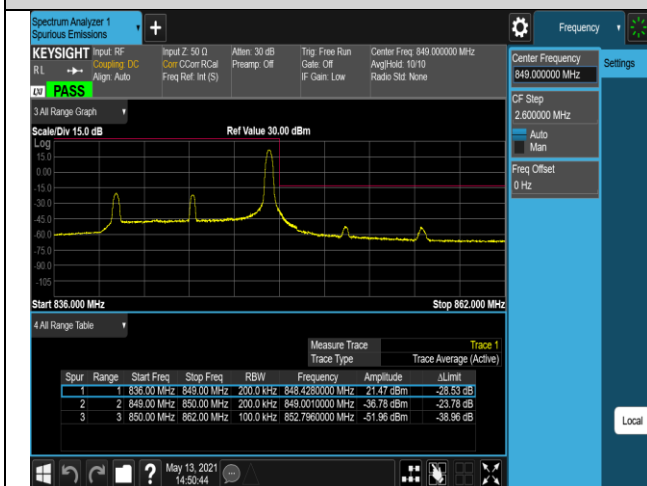 Spectrum Analyzer 1
Spurious Emissions
Frequency
KEYSIGHT
RL
Input: RF
Coupling: DC
Align: Auto
Input Z: 50 Ω
Corr CCorr RCal
Freq Ref: Int (S)
Atten: 30 dB
Preamp: Off
Trig: Free Run
Gate: Off
IF Gain: Low
Center Freq: 849.000000 MHz
Avg|Hold: 10/10
Radio Std: None
LXI PASS
Center Frequency
849.000000 MHz
Settings
CF Step
2.600000 MHz
Auto
Man
Freq Offset
0 Hz
3 All Range Graph
Scale/Div 15.0 dB
Ref Value 30.00 dBm
Log
15.0
0.00
-15.0
-30.0
-45.0
-60.0
-75.0
-90.0
-105
Start 836.000 MHz
Stop 862.000 MHz
4 All Range Table
Measure Trace Trace 1
Trace Type Trace Average (Active)
Spur Range Start Freq Stop Freq RBW Frequency Amplitude ΔLimit
1 1 836.00 MHz 849.00 MHz 200.0 kHz 848.4280000 MHz 21.47 dBm -28.53 dB
2 2 849.00 MHz 850.00 MHz 200.0 kHz 849.0010000 MHz -36.78 dBm -23.78 dB
3 3 850.00 MHz 862.00 MHz 100.0 kHz 852.7960000 MHz -51.96 dBm -38.96 dB
Local
May 13, 2021
14:50:44